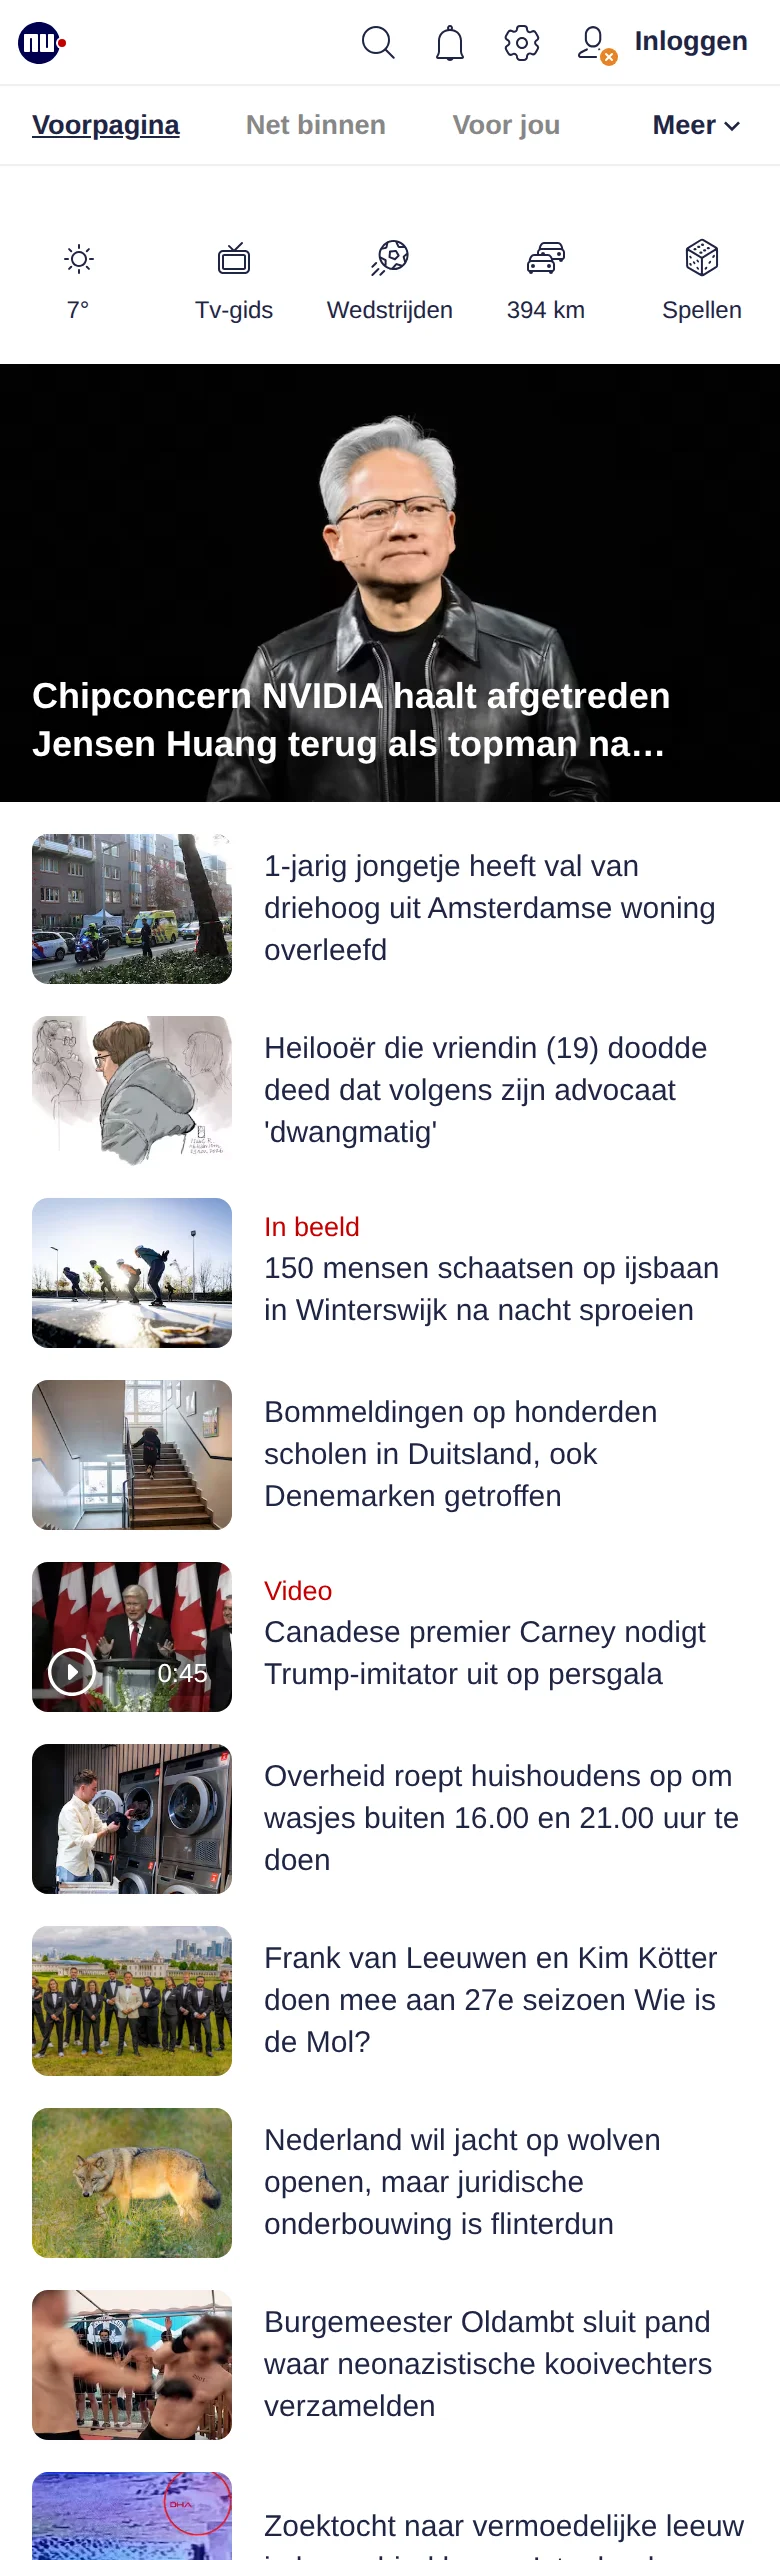 nu
Inloggen
Voorpagina
Net binnen
Voor jou
Meer
7°
Tv-gids
Wedstrijden
394 km
Spellen
Chipconcern NVIDIA haalt afgetreden
Jensen Huang terug als topman na...
1-jarig jongetje heeft val van
driehoog uit Amsterdamse woning
overleefd
Heilooër die vriendin (19) doodde
deed dat volgens zijn advocaat
'dwangmatig'
In beeld
150 mensen schaatsen op ijsbaan
in Winterswijk na nacht sproeien
Bommeldingen op honderden
scholen in Duitsland, ook
Denemarken getroffen
0:45
Video
Canadese premier Carney nodigt
Trump-imitator uit op persgala
Overheid roept huishoudens op om
wasjes buiten 16.00 en 21.00 uur te
doen
Frank van Leeuwen en Kim Kötter
doen mee aan 27e seizoen Wie is
de Mol?
Nederland wil jacht op wolven
openen, maar juridische
onderbouwing is flinterdun
Burgemeester Oldambt sluit pand
waar neonazistische kooivechters
verzamelden
DHA
Zoektocht naar vermoedelijke leeuw